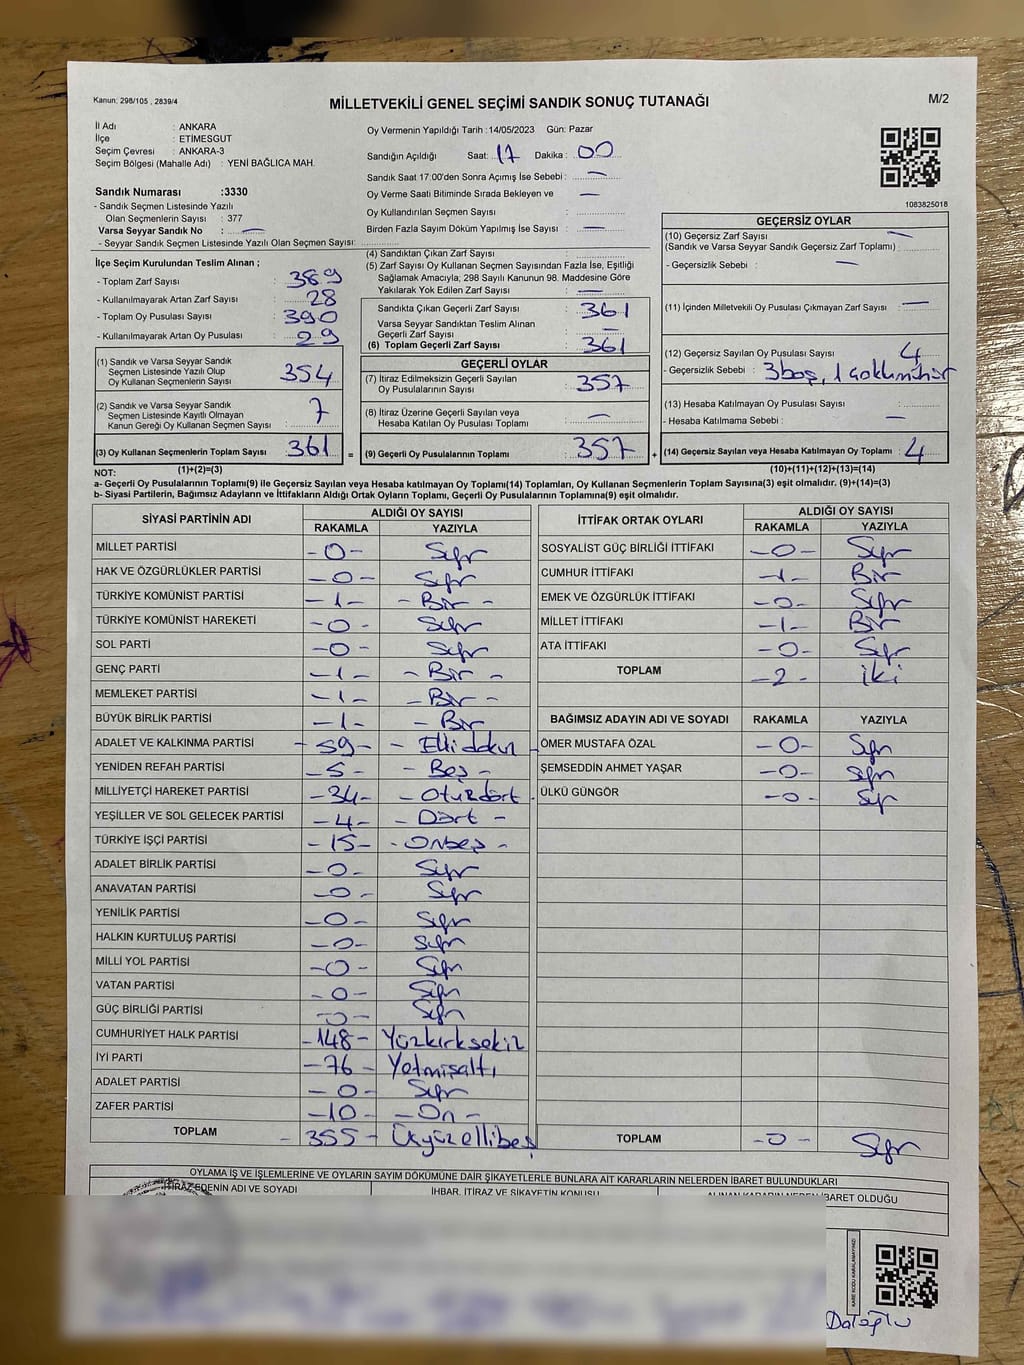 Kanun: 298/105 , 2839/4
MİLLETVEKİLİ GENEL SEÇİMİ SANDIK SONUÇ TUTANAĞI
M/2
İl Adı : ANKARA
İlçe : ETİMESGUT
Seçim Çevresi : ANKARA-3
Seçim Bölgesi (Mahalle Adı) : YENİ BAĞLICA MAH.
Oy Vermenin Yapıldığı Tarih :14/05/2023 Gün: Pazar
Sandığın Açıldığı Saat: 17 Dakika : 00
Sandık Saat 17:00'den Sonra Açımış İse Sebebi : —
Oy Verme Saati Bitiminde Sırada Bekleyen ve —
Oy Kullandırılan Seçmen Sayısı :
Birden Fazla Sayım Döküm Yapılmış İse Sayısı : —
1083825018
Sandık Numarası :3330
- Sandık Seçmen Listesinde Yazılı
Olan Seçmenlerin Sayısı : 377
Varsa Seyyar Sandık No : —
- Seyyar Sandık Seçmen Listesinde Yazılı Olan Seçmen Sayısı:
İlçe Seçim Kurulundan Teslim Alınan ;
- Toplam Zarf Sayısı : 389
- Kullanılmayarak Artan Zarf Sayısı : 28
- Toplam Oy Pusulası Sayısı : 390
- Kullanılmayarak Artan Oy Pusulası : 29
(1) Sandık ve Varsa Seyyar Sandık
Seçmen Listesinde Yazılı Olup
Oy Kullanan Seçmenlerin Sayısı : 354
(2) Sandık ve Varsa Seyyar Sandık
Seçmen Listesinde Kayıtlı Olmayan
Kanun Gereği Oy Kullanan Seçmen Sayısı : 7
(3) Oy Kullanan Seçmenlerin Toplam Sayısı : 361 =
(4) Sandıktan Çıkan Zarf Sayısı :
(5) Zarf Sayısı Oy Kullanan Seçmen Sayısından Fazla İse, Eşitliği
Sağlamak Amacıyla; 298 Sayılı Kanunun 98. Maddesine Göre
Yakılarak Yok Edilen Zarf Sayısı : —
Sandıkta Çıkan Geçerli Zarf Sayısı : 361
Varsa Seyyar Sandıktan Teslim Alınan
Geçerli Zarf Sayısı : —
(6) Toplam Geçerli Zarf Sayısı : 361
GEÇERLİ OYLAR
(7) İtiraz Edilmeksizin Geçerli Sayılan
Oy Pusulalarının Sayısı : 357
(8) İtiraz Üzerine Geçerli Sayılan veya
Hesaba Katılan Oy Pusulası Toplamı : —
(9) Geçerli Oy Pusulalarının Toplamı : 357 +
GEÇERSİZ OYLAR
(10) Geçersiz Zarf Sayısı —
(Sandık ve Varsa Seyyar Sandık Geçersiz Zarf Toplamı) :
- Geçersizlik Sebebi : —
(11) İçinden Milletvekili Oy Pusulası Çıkmayan Zarf Sayısı : —
(12) Geçersiz Sayılan Oy Pusulası Sayısı : 4
- Geçersizlik Sebebi : 3 boş, 1
(13) Hesaba Katılmayan Oy Pusulası Sayısı :
- Hesaba Katılmama Sebebi : —
(14) Geçersiz Sayılan veya Hesaba Katılmayan Oy Toplamı : 4
NOT: (1)+(2)=(3)
(10)+(11)+(12)+(13)=(14)
a- Geçerli Oy Pusulalarının Toplamı(9) ile Geçersiz Sayılan veya Hesaba katılmayan Oy Toplamı(14) Toplamları, Oy Kullanan Seçmenlerin Toplam Sayısına(3) eşit olmalıdır. (9)+(14)=(3)
b- Siyasi Partilerin, Bağımsız Adayların ve İttifakların Aldığı Ortak Oyların Toplamı, Geçerli Oy Pusulalarının Toplamına(9) eşit olmalıdır.
SİYASİ PARTİNİN ADI ALDIĞI OY SAYISI
RAKAMLA YAZIYLA
MİLLET PARTİSİ -0- Sıfır
HAK VE ÖZGÜRLÜKLER PARTİSİ -0- Sıfır
TÜRKİYE KOMÜNİST PARTİSİ -1- -Bir-
TÜRKİYE KOMÜNİST HAREKETİ -0- Sıfır
SOL PARTİ -0- Sıfır
GENÇ PARTİ -1- -Bir-
MEMLEKET PARTİSİ -1- -Bir-
BÜYÜK BİRLİK PARTİSİ -1- -Bir
ADALET VE KALKINMA PARTİSİ -59- -Ellidokuz
YENİDEN REFAH PARTİSİ -5- -Beş-
MİLLİYETÇİ HAREKET PARTİSİ -34- -Otuzdört-
YEŞİLLER VE SOL GELECEK PARTİSİ -4- -Dört-
TÜRKİYE İŞÇİ PARTİSİ -15- -Onbeş-
ADALET BİRLİK PARTİSİ -0- Sıfır
ANAVATAN PARTİSİ -0- Sıfır
YENİLİK PARTİSİ -0- Sıfır
HALKIN KURTULUŞ PARTİSİ -0- Sıfır
MİLLİ YOL PARTİSİ -0- Sıfır
VATAN PARTİSİ -0- Sıfır
GÜÇ BİRLİĞİ PARTİSİ -0- Sıfır
CUMHURİYET HALK PARTİSİ -148- Yüzkırksekiz
İYİ PARTİ -76- Yetmişaltı
ADALET PARTİSİ -0- Sıfır
ZAFER PARTİSİ -10- -On-
TOPLAM -355- Üçyüzellibeş
İTTİFAK ORTAK OYLARI ALDIĞI OY SAYISI
RAKAMLA YAZIYLA
SOSYALİST GÜÇ BİRLİĞİ İTTİFAKI -0- Sıfır
CUMHUR İTTİFAKI -1- Bir
EMEK VE ÖZGÜRLÜK İTTİFAKI -0- Sıfır
MİLLET İTTİFAKI -1- Bir
ATA İTTİFAKI -0- Sıfır
TOPLAM -2- İki
BAĞIMSIZ ADAYIN ADI VE SOYADI RAKAMLA YAZIYLA
ÖMER MUSTAFA ÖZAL -0- Sıfır
ŞEMSEDDİN AHMET YAŞAR -0- Sıfır
ÜLKÜ GÜNGÖR -0- Sıfır
TOPLAM -0- Sıfır
OYLAMA İŞ VE İŞLEMLERİNE VE OYLARIN SAYIM DÖKÜMÜNE DAİR ŞİKAYETLERLE BUNLARA AİT KARARLARIN NELERDEN İBARET BULUNDUKLARI
İTİRAZ EDENİN ADI VE SOYADI İHBAR, İTİRAZ VE ŞİKAYETİN KONUSU ALINAN KARARIN NEDEN İBARET OLDUĞU
KARE KODU KARALAMAYINIZ!